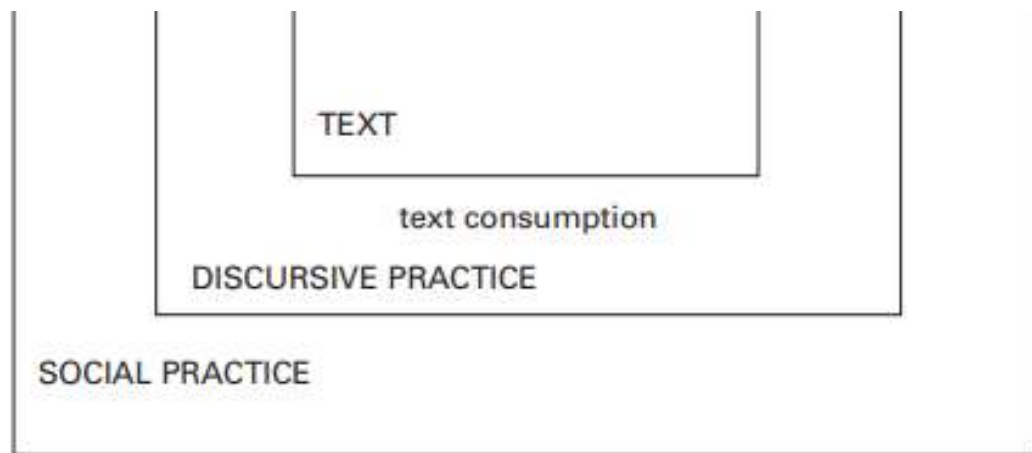 TEXT
text consumption
DISCURSIVE PRACTICE
SOCIAL PRACTICE